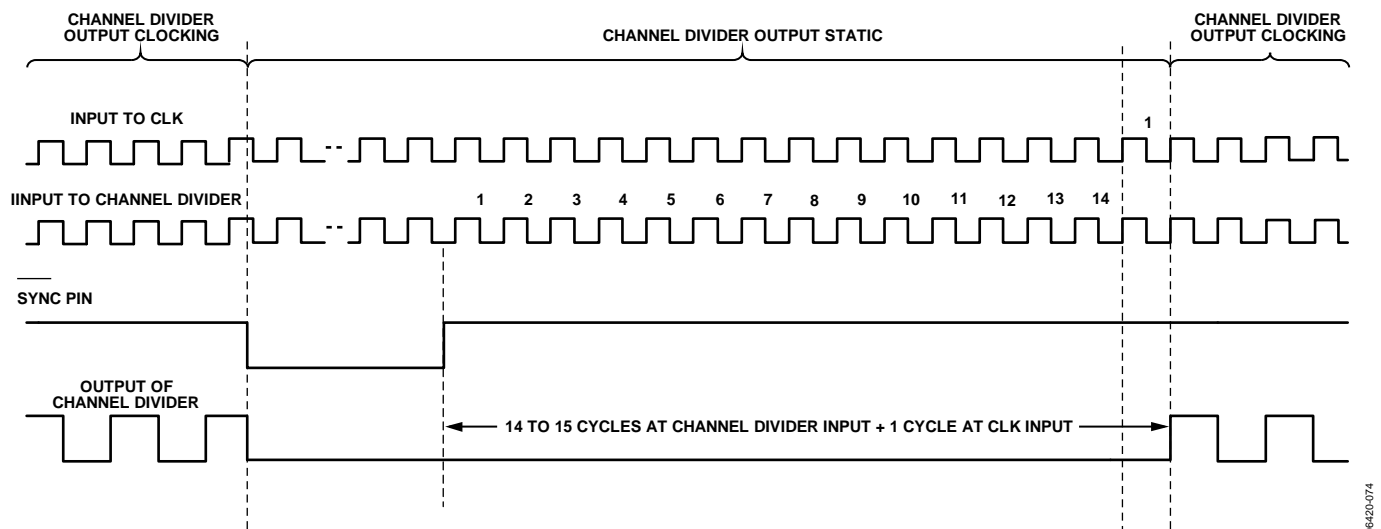 CHANNEL DIVIDER
OUTPUT CLOCKING
CHANNEL DIVIDER OUTPUT STATIC
CHANNEL DIVIDER
OUTPUT CLOCKING
INPUT TO CLK
1
IINPUT TO CHANNEL DIVIDER
1 2 3 4 5 6 7 8 9 10 11 12 13 14
SYNC PIN
OUTPUT OF
CHANNEL DIVIDER
14 TO 15 CYCLES AT CHANNEL DIVIDER INPUT + 1 CYCLE AT CLK INPUT